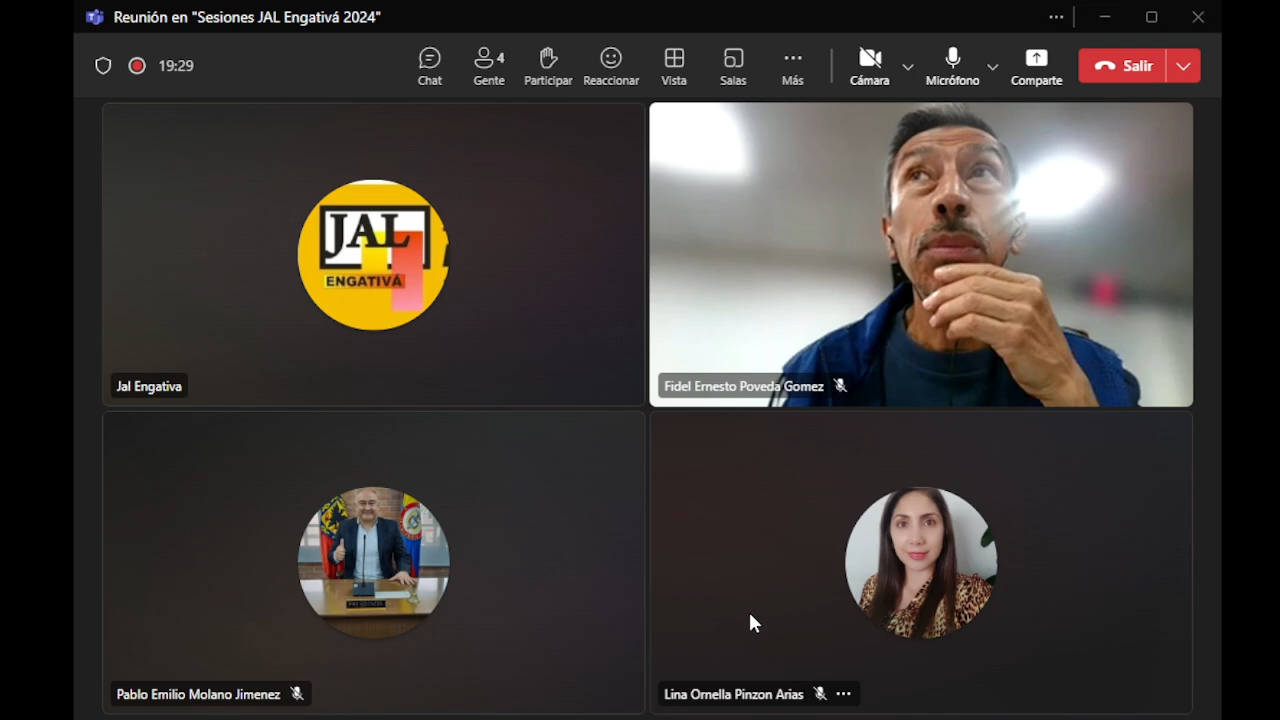 Reunión en "Sesiones JAL Engativá 2024"
19:29
Chat
4
Gente
Participar
Reaccionar
Vista
Salas
Más
Cámara
Micrófono
Comparte
Salir
JAL
ENGATIVÁ
Jal Engativa
Fidel Ernesto Poveda Gomez
Pablo Emilio Molano Jimenez
Lina Ornella Pinzon Arias